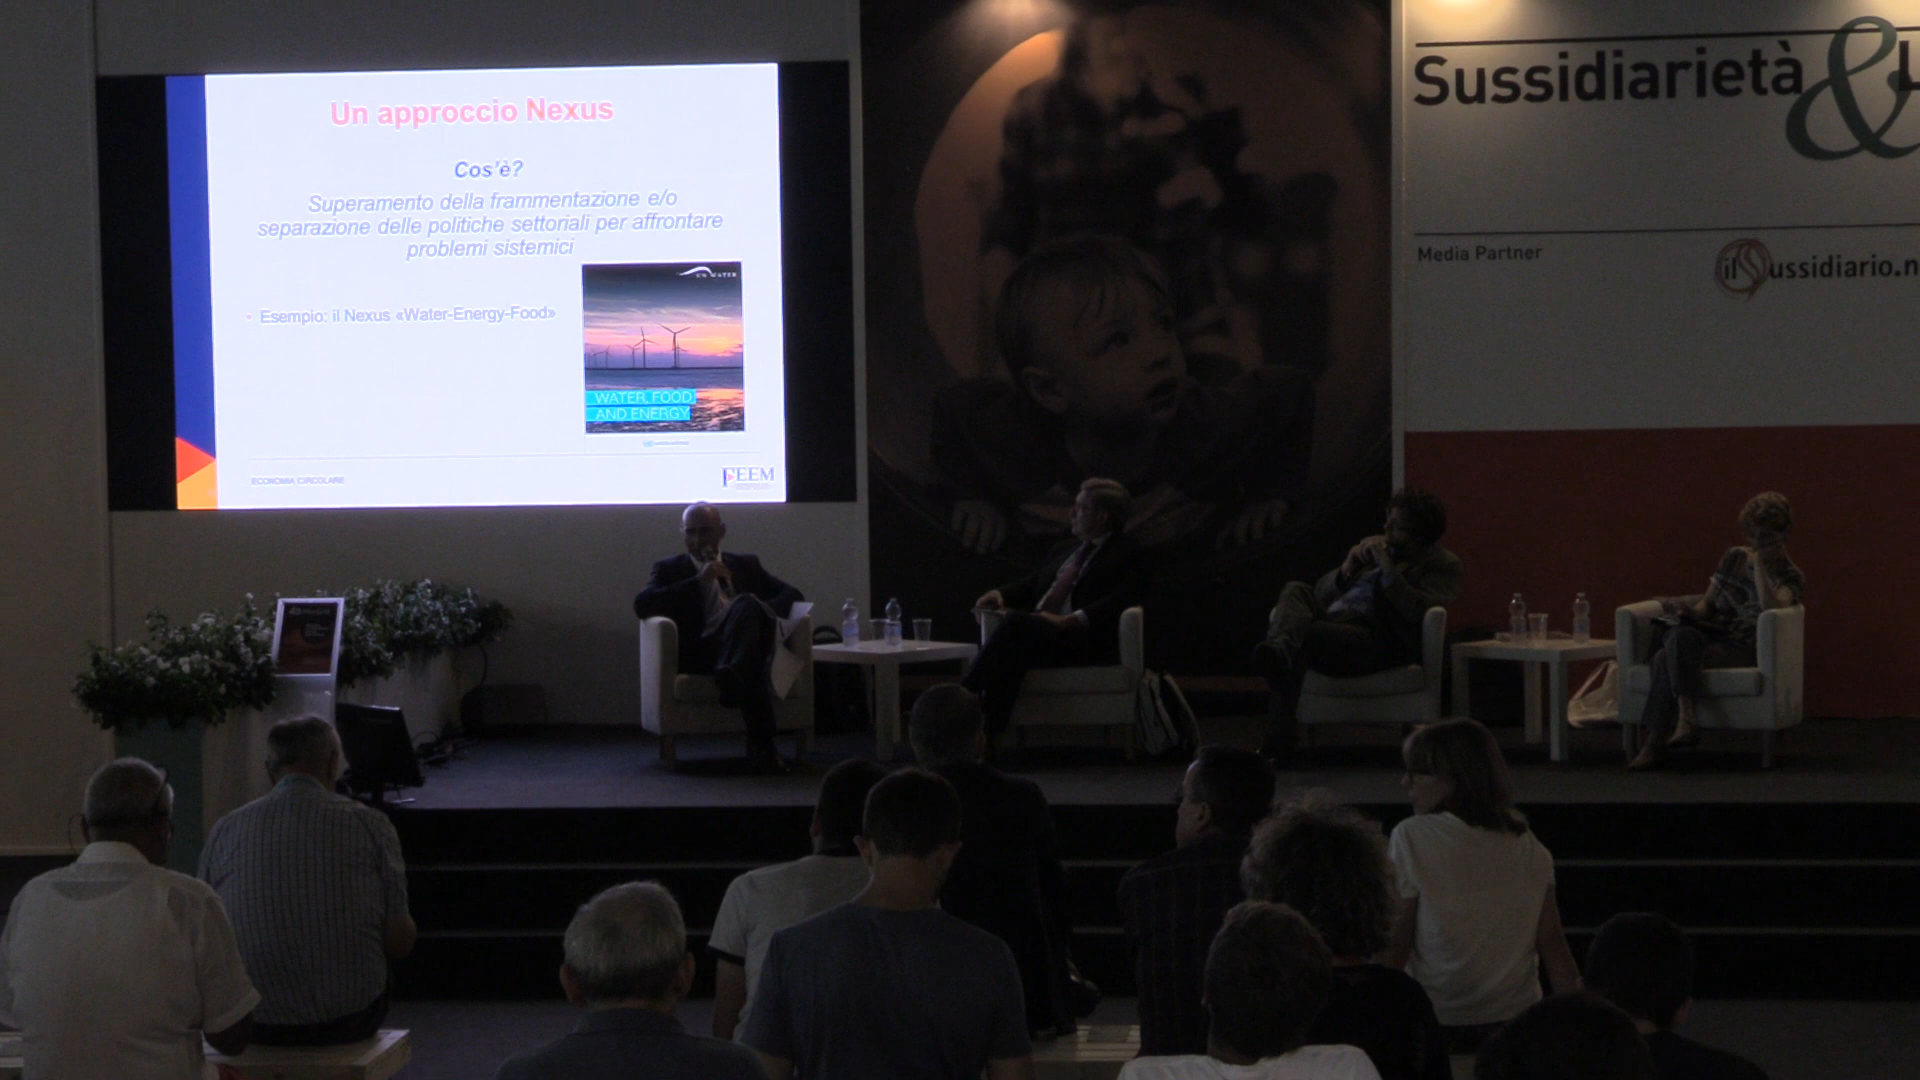 Un approccio Nexus
Cos'è?
Superamento della frammentazione e/o
separazione delle politiche settoriali per affrontare
problemi sistemici
• Esempio: il Nexus «Water-Energy-Food»
UN WATER
WATER, FOOD
AND ENERGY
ECONOMIA CIRCOLARE
FEEM
Sussidiarietà & L
Media Partner
ilSussidiario.n